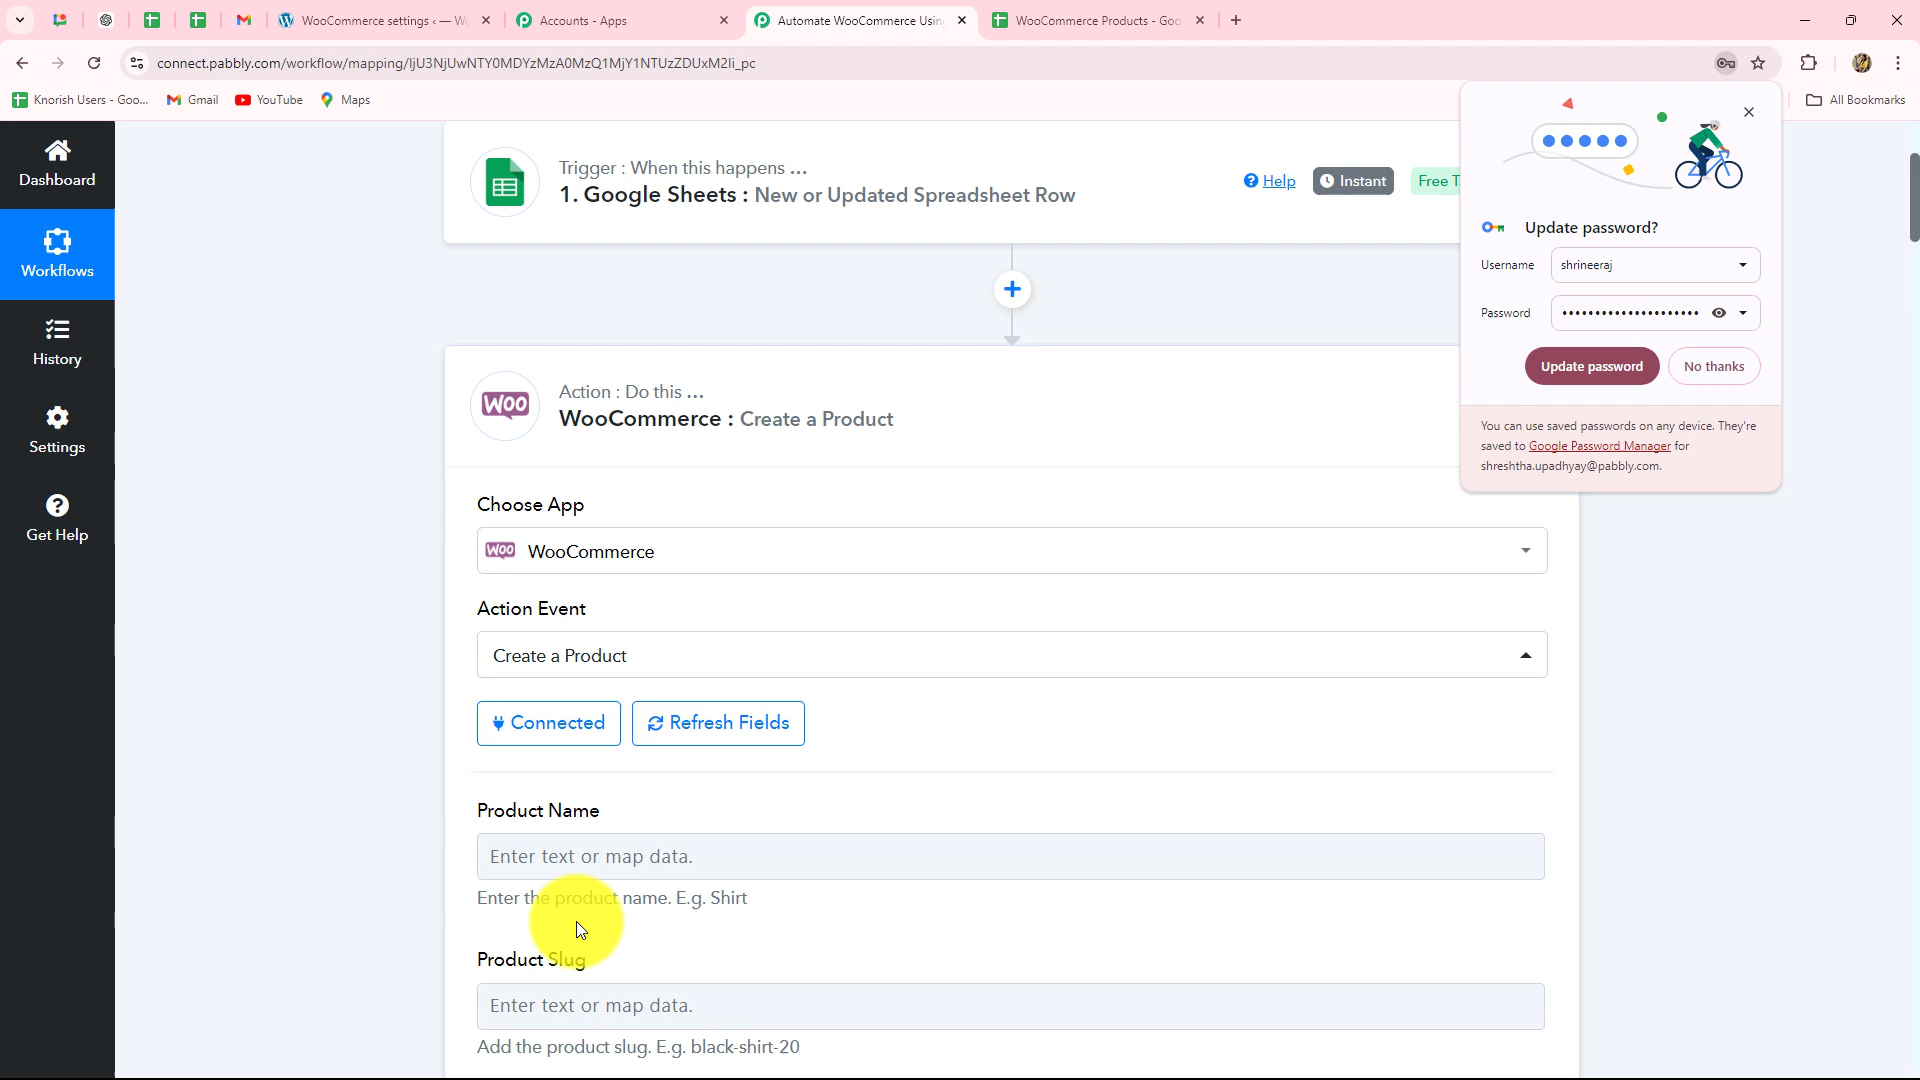 WooCommerce settings ‹ — Wo
Accounts - Apps
Automate WooCommerce Usin
WooCommerce Products - Goo
connect.pabbly.com/workflow/mapping/IjU3NjUwNTY0MDYzMzA0MzQ1MjY1NTUzZDUxM2Ii_pc
Knorish Users - Goo...
Gmail
YouTube
Maps
All Bookmarks
Dashboard
Workflows
History
Settings
Get Help
Trigger : When this happens ...
1. Google Sheets : New or Updated Spreadsheet Row
Help
Instant
Free T
Action : Do this ...
WooCommerce : Create a Product
Choose App
WOO WooCommerce
Action Event
Create a Product
Connected
Refresh Fields
Product Name
Enter text or map data.
Enter the product name. E.g. Shirt
Product Slug
Enter text or map data.
Add the product slug. E.g. black-shirt-20
Update password?
Username
shrineeraj
Password
•••••••••••••••••••••
Update password
No thanks
You can use saved passwords on any device. They're
saved to Google Password Manager for
shreshtha.upadhyay@pabbly.com.